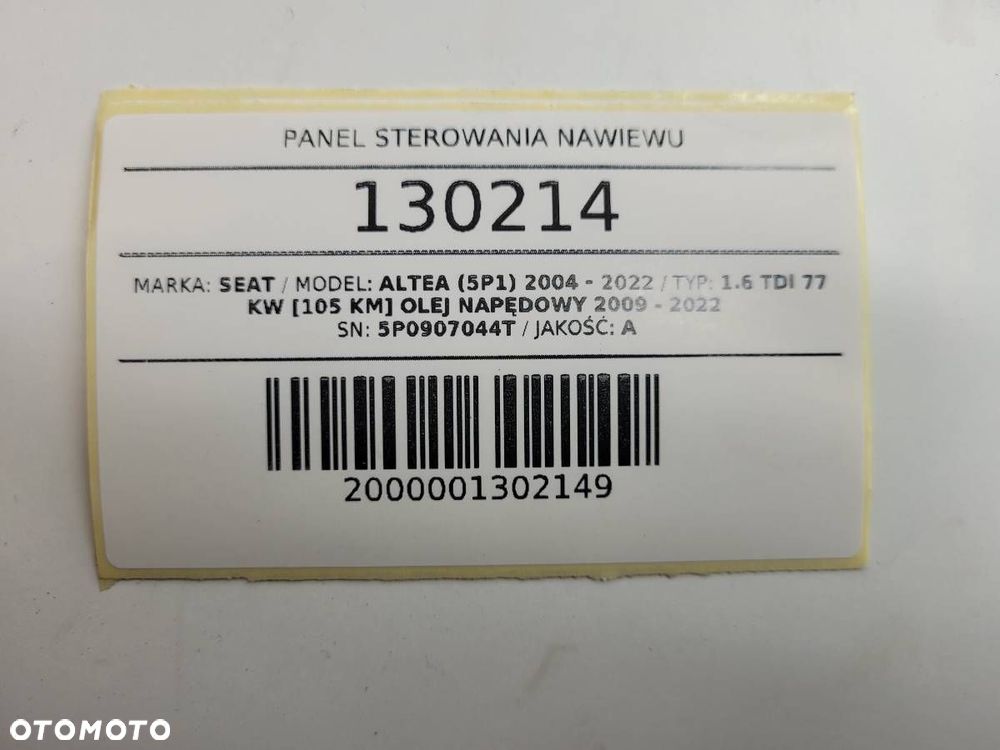 PANEL STEROWANIA NAWIEWU
130214
MARKA: SEAT / MODEL: ALTEA (5P1) 2004 - 2022 / TYP: 1.6 TDI 77
KW [105 KM] OLEJ NAPĘDOWY 2009 - 2022
SN: 5P0907044T / JAKOŚĆ: A
2000001302149
OTOMOTO